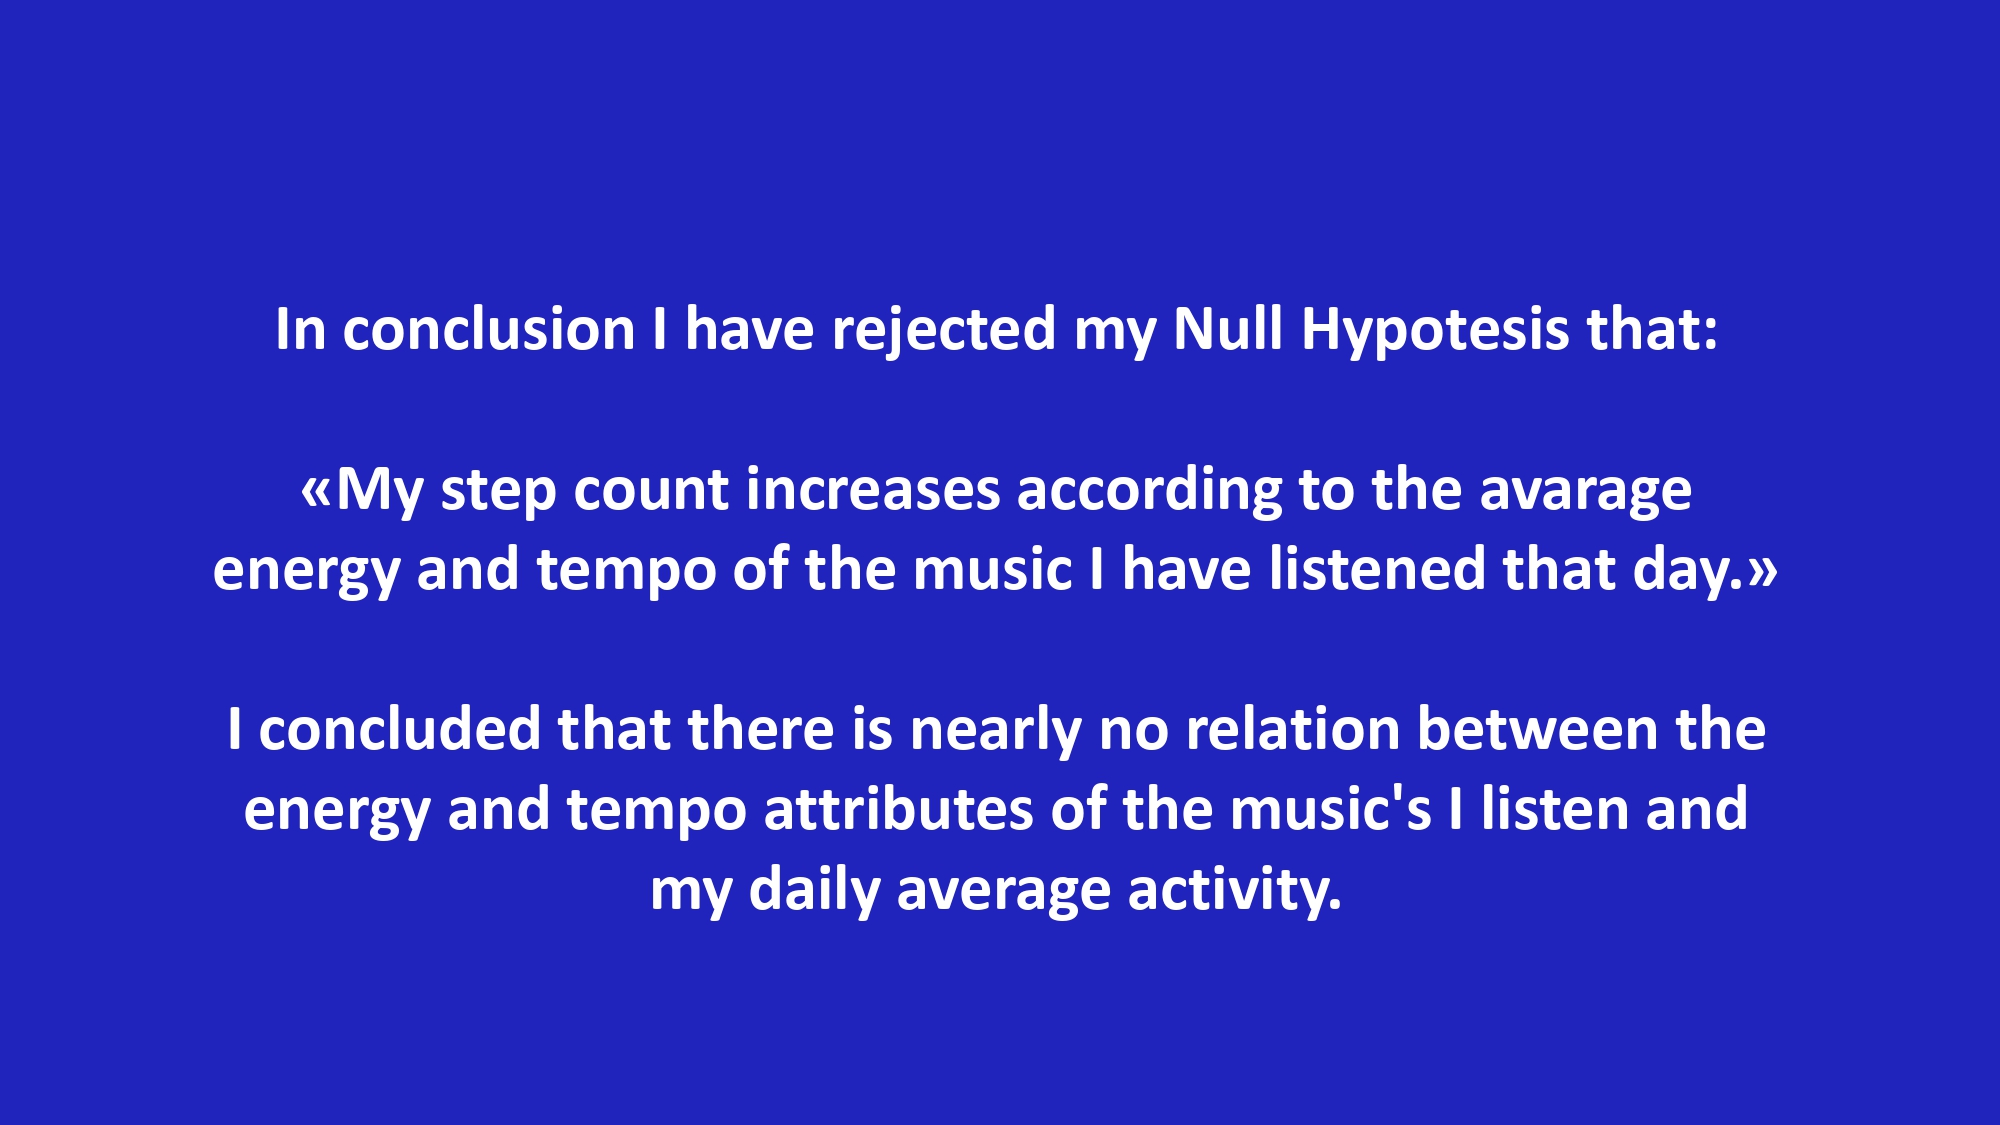 In conclusion I have rejected my Null Hypotesis that:
«My step count increases according to the avarage
energy and tempo of the music I have listened that day.»
I concluded that there is nearly no relation between the
energy and tempo attributes of the music's I listen and
my daily average activity.